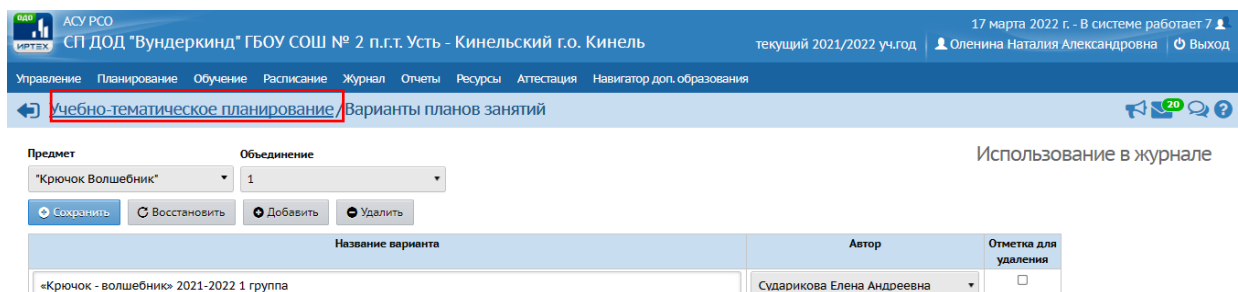 одо
ИРТЕХ
АСУ РСО
СП ДОД "Вундеркинд" ГБОУ СОШ № 2 п.г.т. Усть - Кинельский г.о. Кинель
17 марта 2022 г. - В системе работает 7
текущий 2021/2022 уч.год Оленина Наталия Александровна Выход
Управление Планирование Обучение Расписание Журнал Отчеты Ресурсы Аттестация Навигатор доп. образования
Учебно-тематическое планирование/Варианты планов занятий 20
Предмет Объединение Использование в журнале
"Крючок Волшебник" 1
Сохранить Восстановить Добавить Удалить
Название варианта Автор Отметка для
удаления
«Крючок - волшебник» 2021-2022 1 группа Сударикова Елена Андреевна